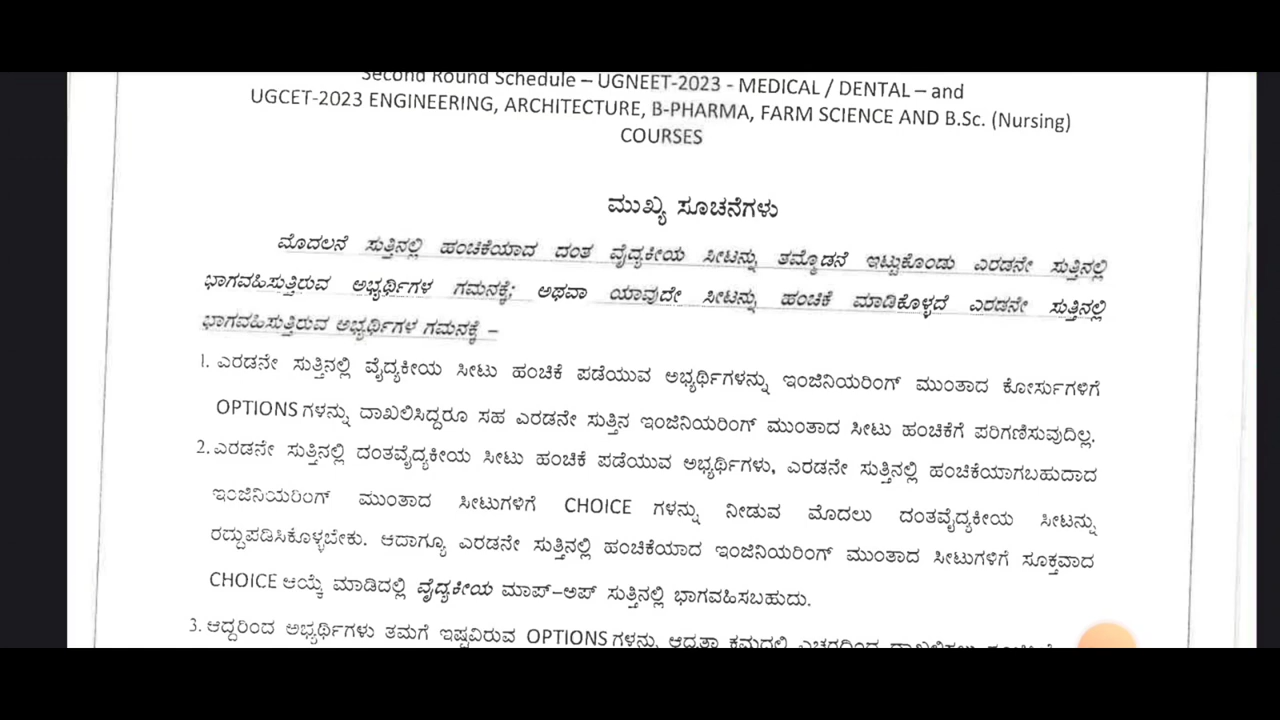 Second Round Schedule – UGNEET-2023 - MEDICAL / DENTAL – and
UGCET-2023 ENGINEERING, ARCHITECTURE, B-PHARMA, FARM SCIENCE AND B.Sc. (Nursing)
COURSES
ಮುಖ್ಯ ಸೂಚನೆಗಳು
ಮೊದಲನೆ ಸುತ್ತಿನಲ್ಲಿ ಹಂಚಿಕೆಯಾದ ದಂತ ವೈದ್ಯಕೀಯ ಸೀಟನ್ನು ತಮ್ಮೊಡನೆ ಇಟ್ಟುಕೊಂಡು ಎರಡನೇ ಸುತ್ತಿನಲ್ಲಿ
ಭಾಗವಹಿಸುತ್ತಿರುವ ಅಭ್ಯರ್ಥಿಗಳ ಗಮನಕ್ಕೆ; ಅಥವಾ ಯಾವುದೇ ಸೀಟನ್ನು ಹಂಚಿಕೆ ಮಾಡಿಕೊಳ್ಳದೆ ಎರಡನೇ ಸುತ್ತಿನಲ್ಲಿ
ಭಾಗವಹಿಸುತ್ತಿರುವ ಅಭ್ಯರ್ಥಿಗಳ ಗಮನಕ್ಕೆ –
1. ಎರಡನೇ ಸುತ್ತಿನಲ್ಲಿ ವೈದ್ಯಕೀಯ ಸೀಟು ಹಂಚಿಕೆ ಪಡೆಯುವ ಅಭ್ಯರ್ಥಿಗಳನ್ನು ಇಂಜಿನಿಯರಿಂಗ್ ಮುಂತಾದ ಕೋರ್ಸುಗಳಿಗೆ
OPTIONS ಗಳನ್ನು ದಾಖಲಿಸಿದ್ದರೂ ಸಹ ಎರಡನೇ ಸುತ್ತಿನ ಇಂಜಿನಿಯರಿಂಗ್ ಮುಂತಾದ ಸೀಟು ಹಂಚಿಕೆಗೆ ಪರಿಗಣಿಸುವುದಿಲ್ಲ.
2. ಎರಡನೇ ಸುತ್ತಿನಲ್ಲಿ ದಂತವೈದ್ಯಕೀಯ ಸೀಟು ಹಂಚಿಕೆ ಪಡೆಯುವ ಅಭ್ಯರ್ಥಿಗಳು, ಎರಡನೇ ಸುತ್ತಿನಲ್ಲಿ ಹಂಚಿಕೆಯಾಗಬಹುದಾದ
ಇಂಜಿನಿಯರಿಂಗ್ ಮುಂತಾದ ಸೀಟುಗಳಿಗೆ CHOICE ಗಳನ್ನು ನೀಡುವ ಮೊದಲು ದಂತವೈದ್ಯಕೀಯ ಸೀಟನ್ನು
ರದ್ದುಪಡಿಸಿಕೊಳ್ಳಬೇಕು. ಆದಾಗ್ಯೂ ಎರಡನೇ ಸುತ್ತಿನಲ್ಲಿ ಹಂಚಿಕೆಯಾದ ಇಂಜಿನಿಯರಿಂಗ್ ಮುಂತಾದ ಸೀಟುಗಳಿಗೆ ಸೂಕ್ತವಾದ
CHOICE ಆಯ್ಕೆ ಮಾಡಿದಲ್ಲಿ ವೈದ್ಯಕೀಯ ಮಾಪ್–ಅಪ್ ಸುತ್ತಿನಲ್ಲಿ ಭಾಗವಹಿಸಬಹುದು.
3. ಆದ್ದರಿಂದ ಅಭ್ಯರ್ಥಿಗಳು ತಮಗೆ ಇಷ್ಟವಿರುವ OPTIONS ಗಳನ್ನು ಆದ್ಯತಾ ಕ್ರಮದಲ್ಲಿ ಎಚ್ಚರದಿಂದ